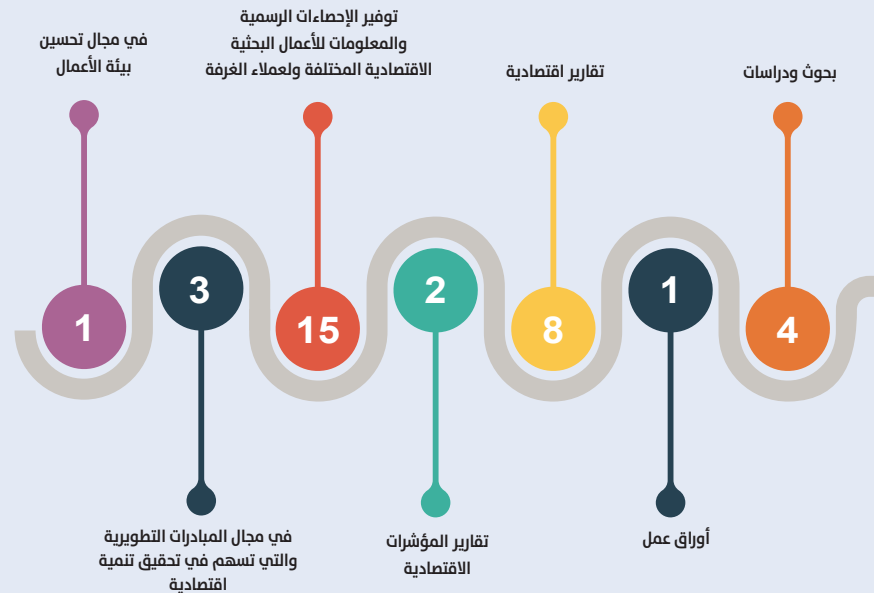 بحوث ودراسات
4
1
أوراق عمل
تقارير اقتصادية
8
2
تقارير المؤشرات
الاقتصادية
توفير الإحصاءات الرسمية
والمعلومات للأعمال البحثية
الاقتصادية المختلفة ولعملاء الغرفة
15
3
في مجال المبادرات التطويرية
والتي تسهم في تحقيق تنمية
اقتصادية
في مجال تحسين
بيئة الأعمال
1